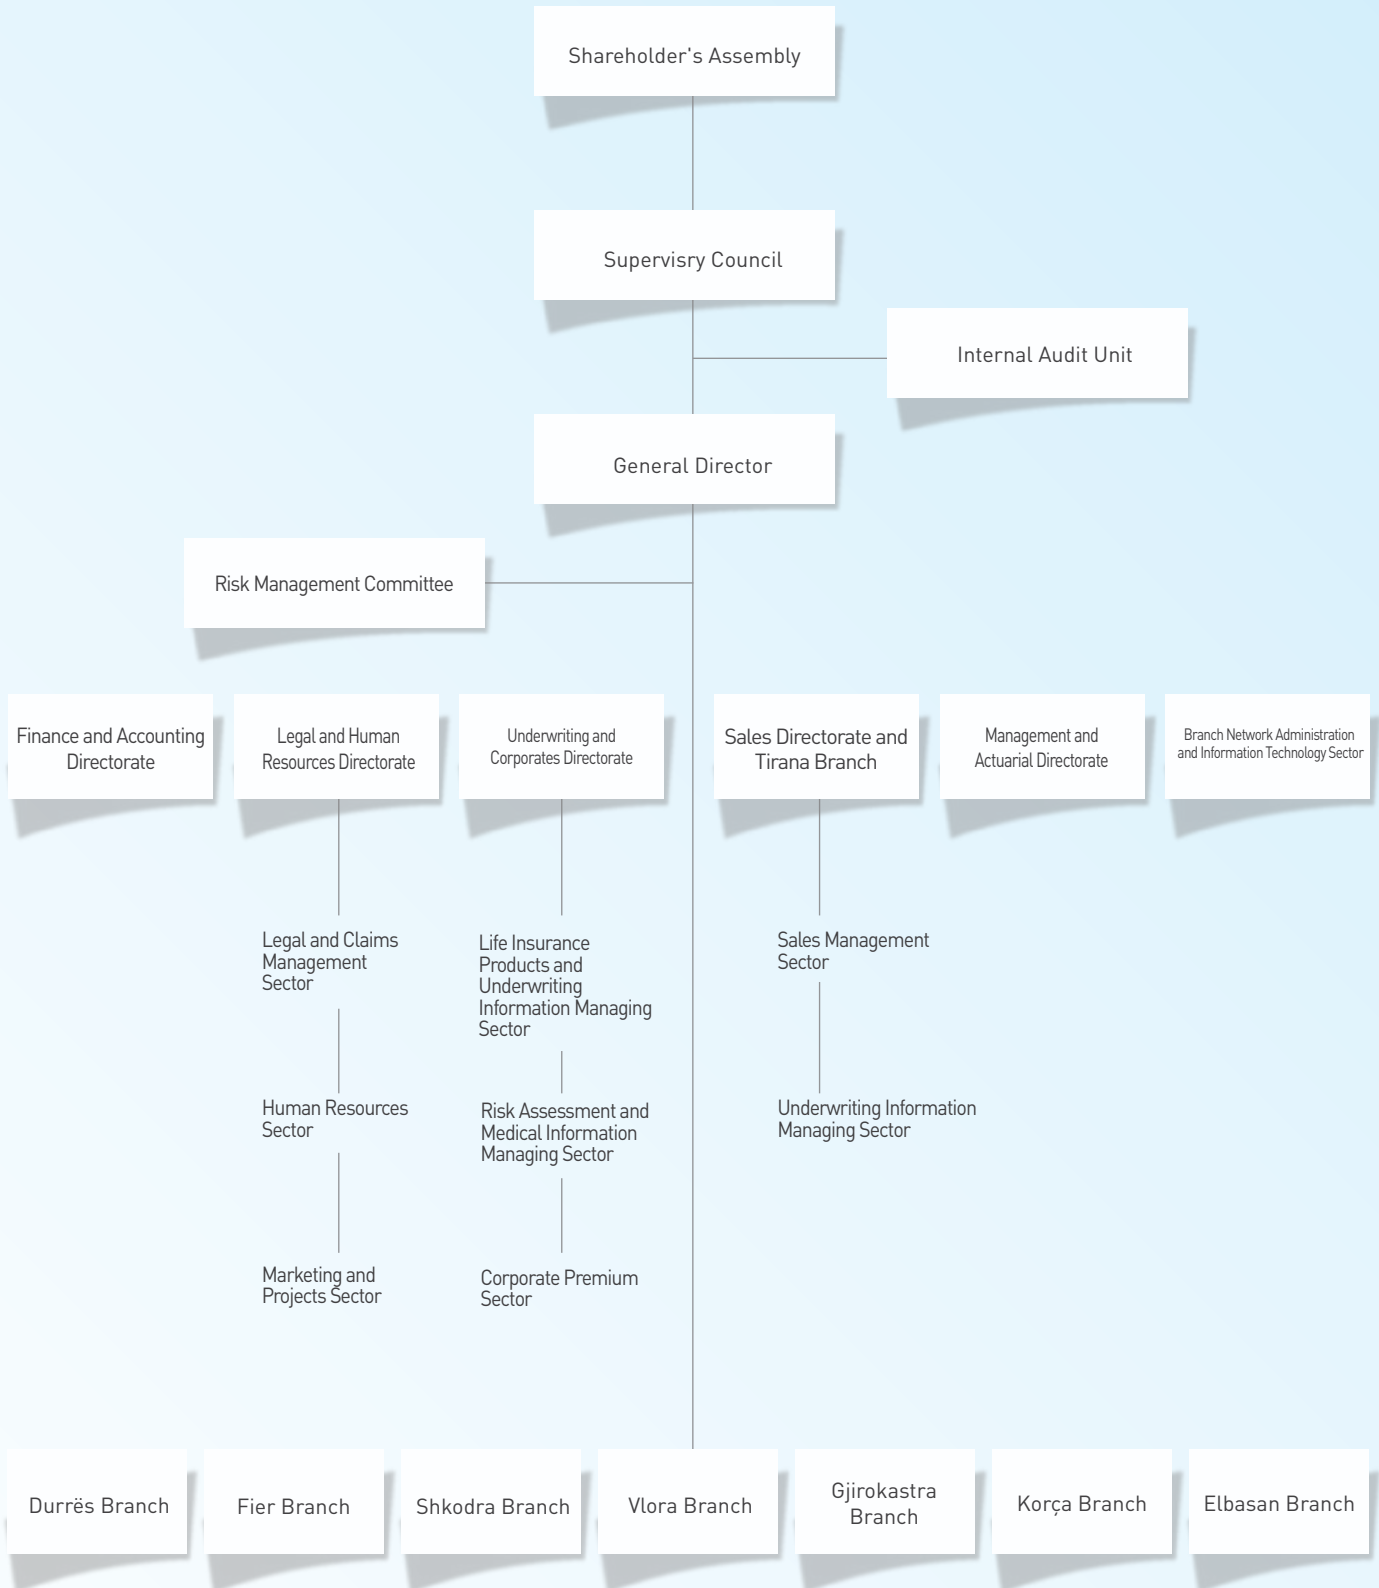 Shareholder's Assembly
Supervisry Council
Internal Audit Unit
General Director
Risk Management Committee
Finance and Accounting
Directorate
Legal and Human
Resources Directorate
Underwriting and
Corporates Directorate
Sales Directorate and
Tirana Branch
Management and
Actuarial Directorate
Branch Network Administration
and Information Technology Sector
Legal and Claims
Management
Sector
Human Resources
Sector
Marketing and
Projects Sector
Life Insurance
Products and
Underwriting
Information Managing
Sector
Risk Assessment and
Medical Information
Managing Sector
Corporate Premium
Sector
Sales Management
Sector
Underwriting Information
Managing Sector
Durrës Branch
Fier Branch
Shkodra Branch
Vlora Branch
Gjirokastra
Branch
Korça Branch
Elbasan Branch